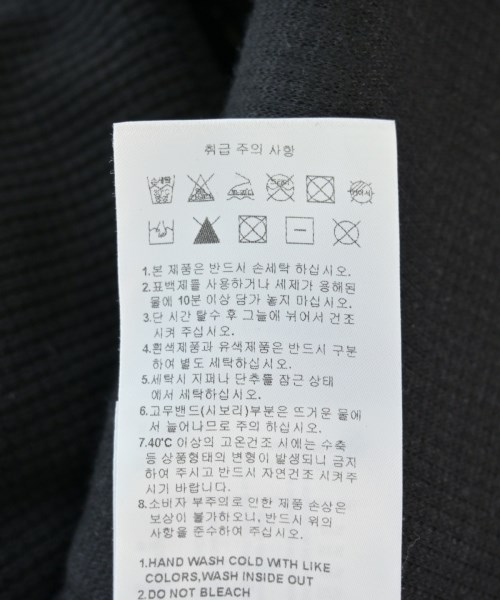 취급 주의 사항
손세탁
1.본 제품은 반드시 손세탁 하십시오.
2.표백제를 사용하거나 세제가 용해된
물에 10분 이상 담가 놓지 마십시오.
3.단 시간 탈수 후 그늘에 뉘어서 건조
시켜 주십시오.
4.흰색제품과 유색제품은 반드시 구분
하여 별도 세탁하십시오.
5.세탁시 지퍼나 단추를 잠근 상태
에서 세탁하십시오.
6.고무밴드(시보리)부분은 뜨거운 물에
서 늘어나므로 주의 하십시오.
7.40℃ 이상의 고온건조 시에는 수축
등 상품형태의 변형이 발생되니 금지
하여 주시고 반드시 자연건조 시켜주
시기 바랍니다.
8.소비자 부주의로 인한 제품 손상은
보상이 불가하오니, 반드시 위의
사항을 준수하여 주십시오.
1.HAND WASH COLD WITH LIKE
COLORS,WASH INSIDE OUT
2.DO NOT BLEACH